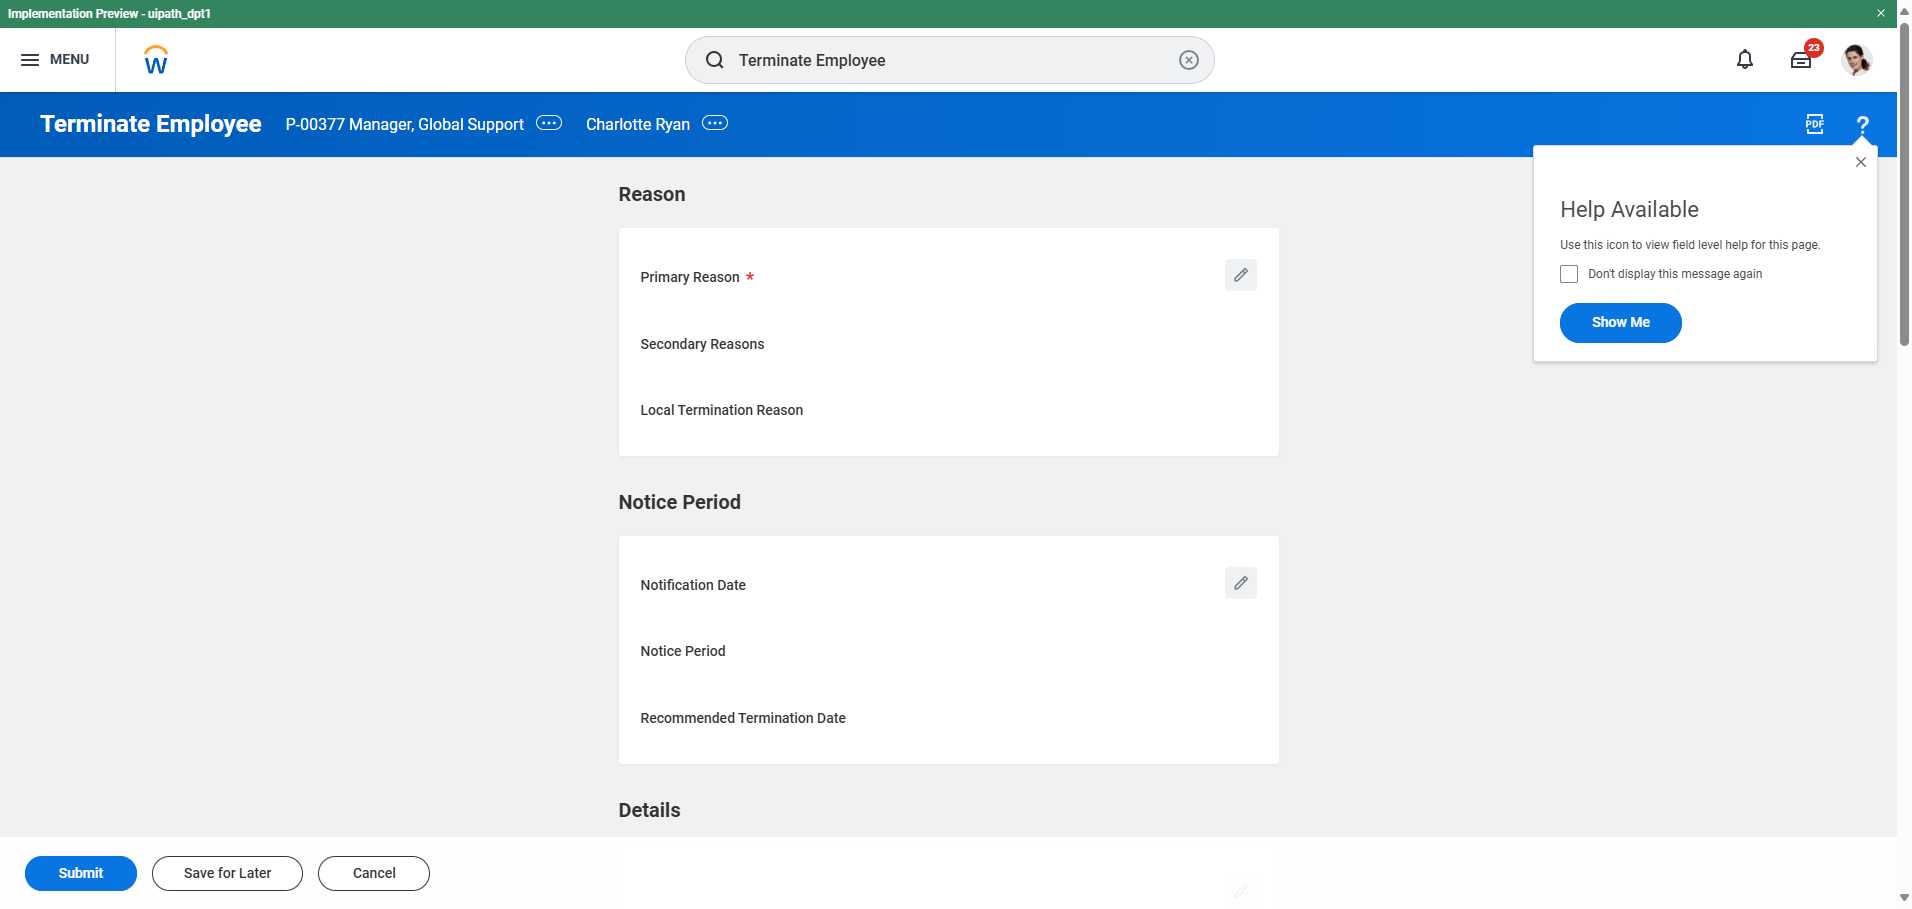 Implementation Preview - uipath_dpt1
MENU
Terminate Employee
23
Terminate Employee
P-00377 Manager, Global Support
Charlotte Ryan
PDF
?
Help Available
Use this icon to view field level help for this page.
Don't display this message again
Show Me
Reason
Primary Reason *
Secondary Reasons
Local Termination Reason
Notice Period
Notification Date
Notice Period
Recommended Termination Date
Details
Submit
Save for Later
Cancel